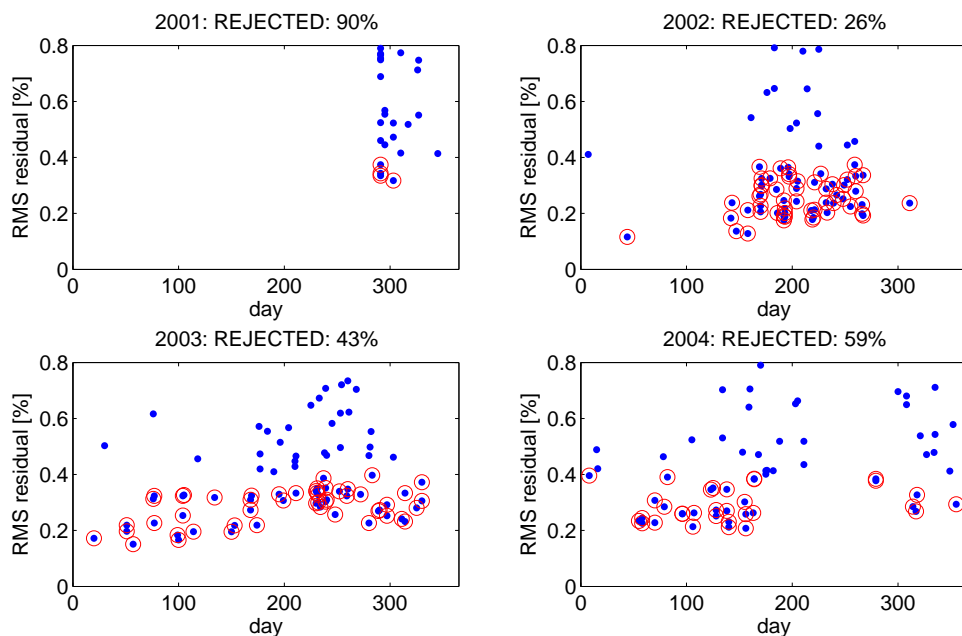 2001: REJECTED: 90%
0.8
0.6
0.4
0.2
0
RMS residual [%]
0 100 200 300
day
2002: REJECTED: 26%
0.8
0.6
0.4
0.2
0
RMS residual [%]
0 100 200 300
day
2003: REJECTED: 43%
0.8
0.6
0.4
0.2
0
RMS residual [%]
0 100 200 300
day
2004: REJECTED: 59%
0.8
0.6
0.4
0.2
0
RMS residual [%]
0 100 200 300
day